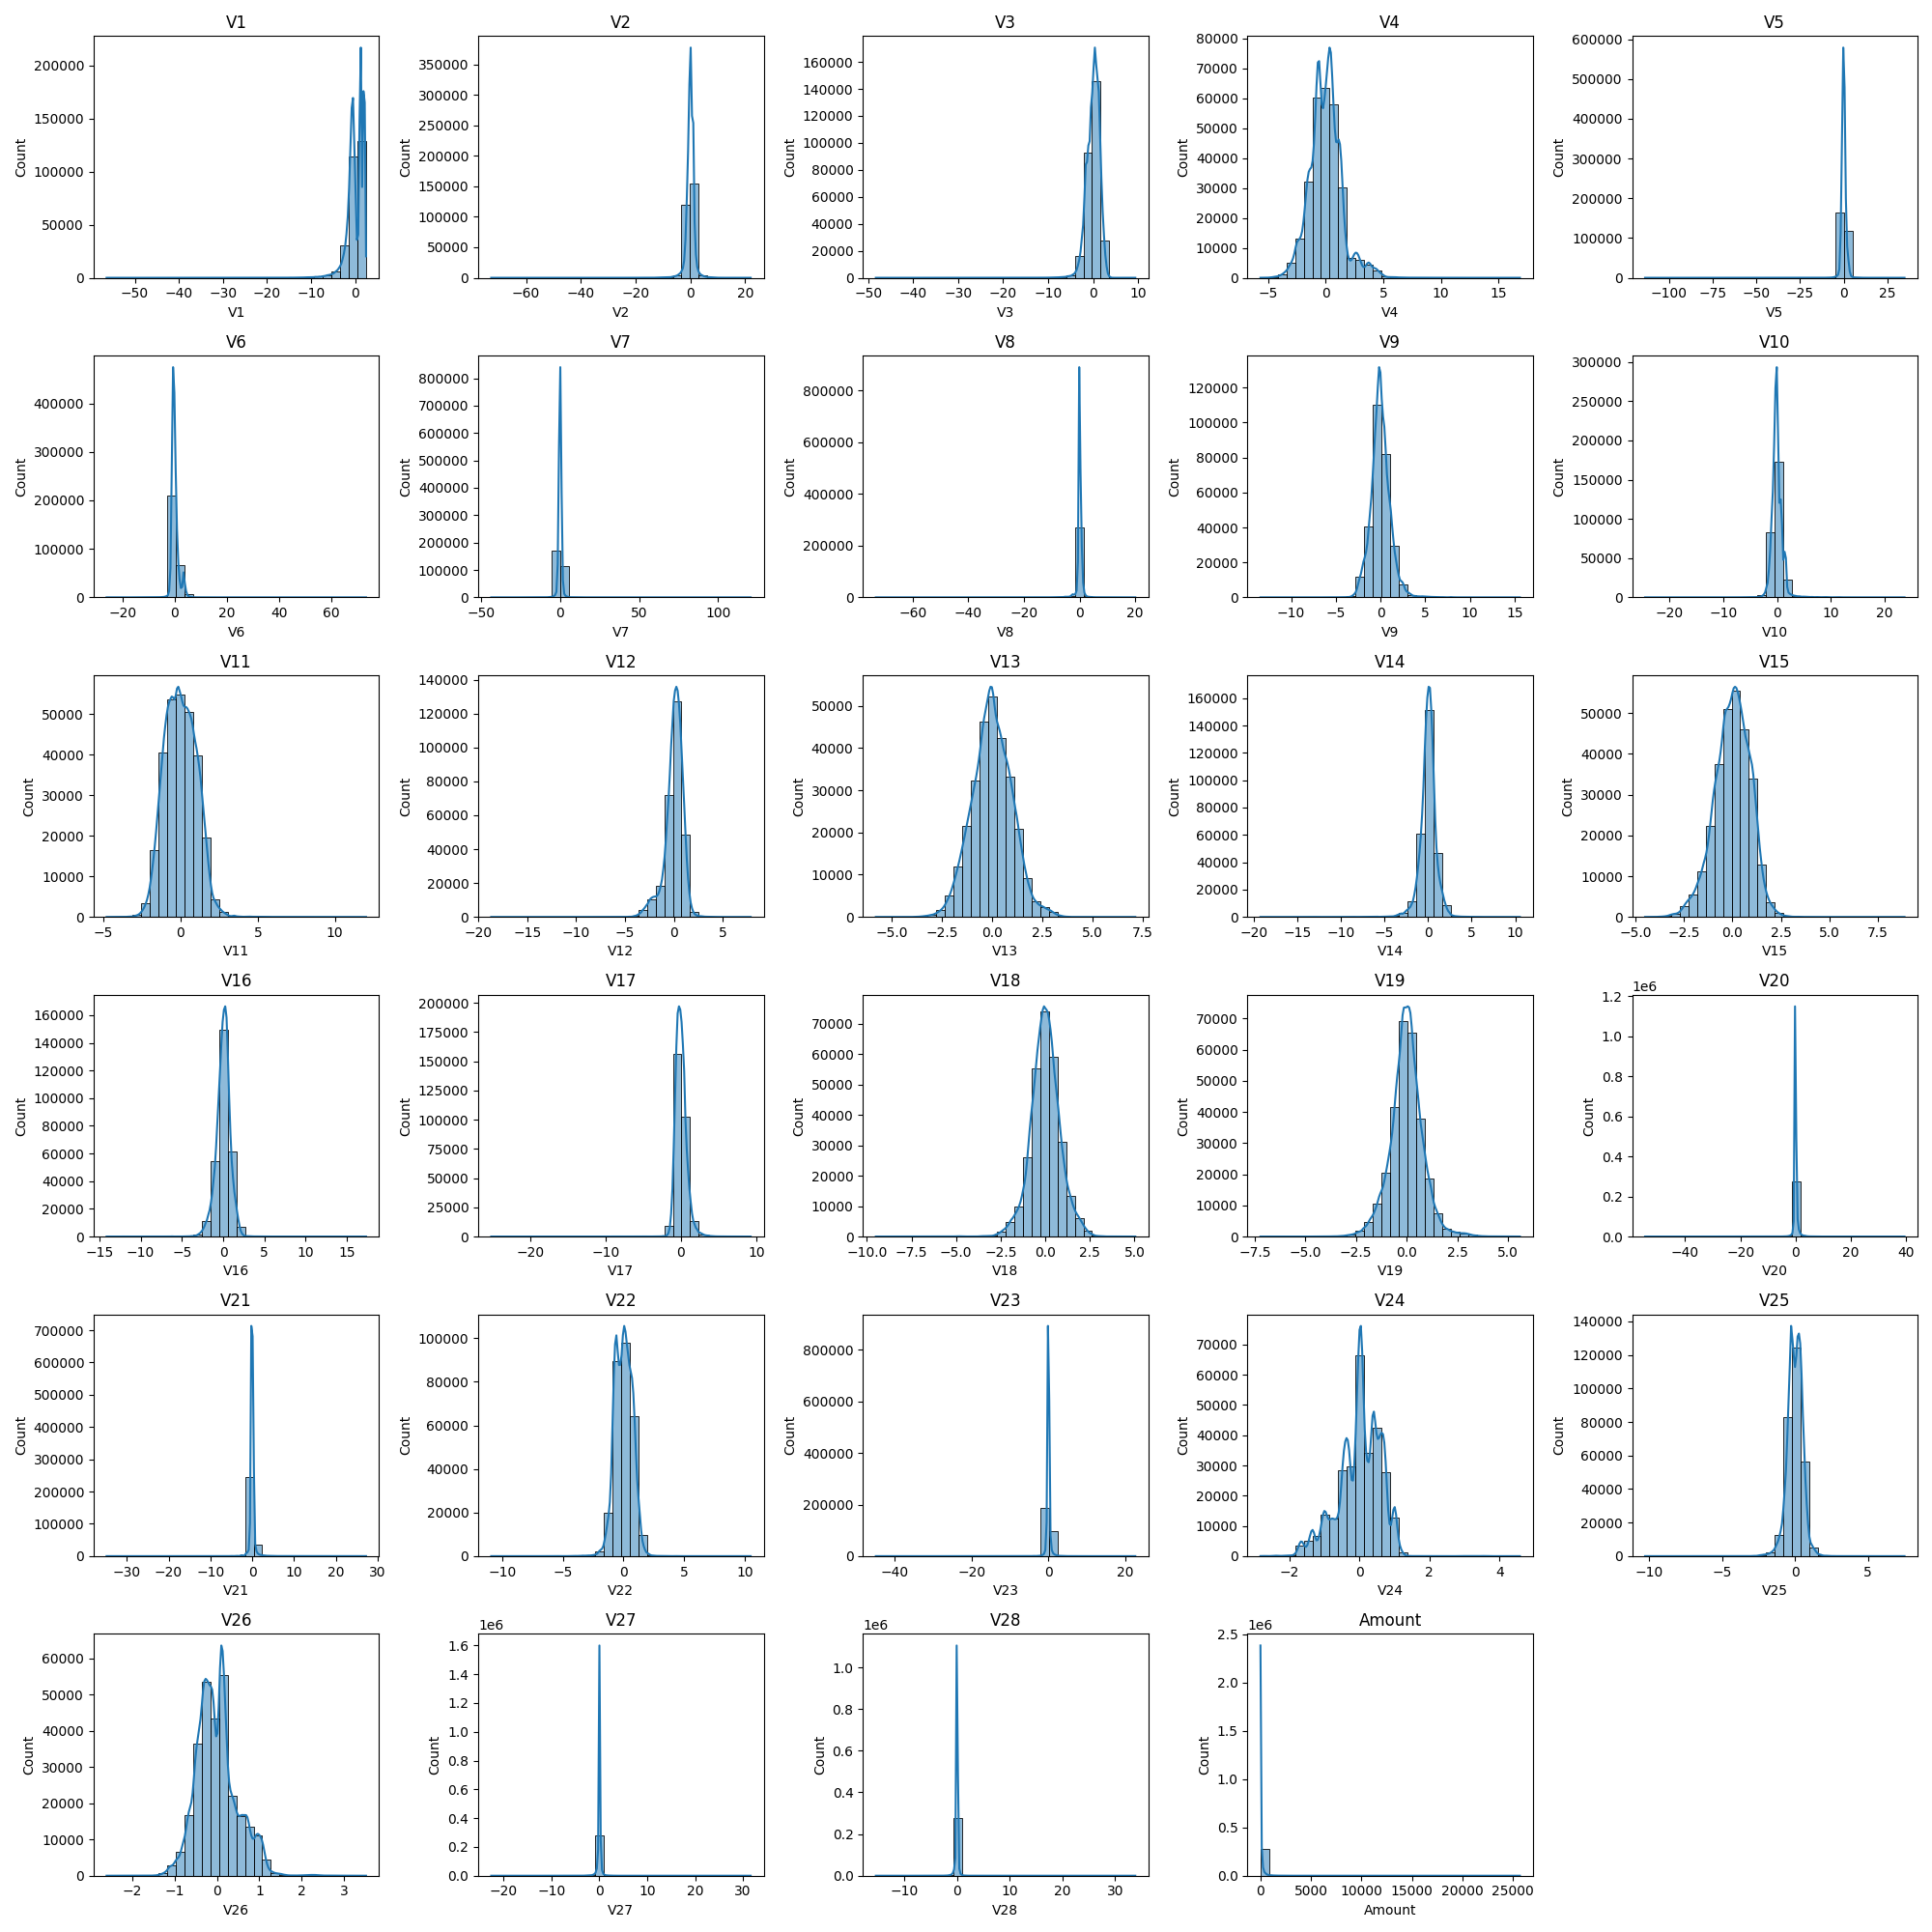 V1
200000
150000
100000
50000
0
Count
−50 −40 −30 −20 −10 0
V1
V2
350000
300000
250000
200000
150000
100000
50000
0
Count
−60 −40 −20 0 20
V2
V3
160000
140000
120000
100000
80000
60000
40000
20000
0
Count
−50 −40 −30 −20 −10 0 10
V3
V4
80000
70000
60000
50000
40000
30000
20000
10000
0
Count
−5 0 5 10 15
V4
V5
600000
500000
400000
300000
200000
100000
0
Count
−100 −75 −50 −25 0 25
V5
V6
400000
300000
200000
100000
0
Count
−20 0 20 40 60
V6
V7
800000
700000
600000
500000
400000
300000
200000
100000
0
Count
−50 0 50 100
V7
V8
800000
600000
400000
200000
0
Count
−60 −40 −20 0 20
V8
V9
120000
100000
80000
60000
40000
20000
0
Count
−10 −5 0 5 10 15
V9
V10
300000
250000
200000
150000
100000
50000
0
Count
−20 −10 0 10 20
V10
V11
50000
40000
30000
20000
10000
0
Count
−5 0 5 10
V11
V12
140000
120000
100000
80000
60000
40000
20000
0
Count
−20 −15 −10 −5 0 5
V12
V13
50000
40000
30000
20000
10000
0
Count
−5.0 −2.5 0.0 2.5 5.0 7.5
V13
V14
160000
140000
120000
100000
80000
60000
40000
20000
0
Count
−20 −15 −10 −5 0 5 10
V14
V15
50000
40000
30000
20000
10000
0
Count
−5.0 −2.5 0.0 2.5 5.0 7.5
V15
V16
160000
140000
120000
100000
80000
60000
40000
20000
0
Count
−15 −10 −5 0 5 10 15
V16
V17
200000
175000
150000
125000
100000
75000
50000
25000
0
Count
−20 −10 0 10
V17
V18
70000
60000
50000
40000
30000
20000
10000
0
Count
−10.0 −7.5 −5.0 −2.5 0.0 2.5 5.0
V18
V19
70000
60000
50000
40000
30000
20000
10000
0
Count
−7.5 −5.0 −2.5 0.0 2.5 5.0
V19
V20
1e6
1.2
1.0
0.8
0.6
0.4
0.2
0.0
Count
−40 −20 0 20 40
V20
V21
700000
600000
500000
400000
300000
200000
100000
0
Count
−30 −20 −10 0 10 20 30
V21
V22
100000
80000
60000
40000
20000
0
Count
−10 −5 0 5 10
V22
V23
800000
600000
400000
200000
0
Count
−40 −20 0 20
V23
V24
70000
60000
50000
40000
30000
20000
10000
0
Count
−2 0 2 4
V24
V25
140000
120000
100000
80000
60000
40000
20000
0
Count
−10 −5 0 5
V25
V26
60000
50000
40000
30000
20000
10000
0
Count
−2 −1 0 1 2 3
V26
V27
1e6
1.6
1.4
1.2
1.0
0.8
0.6
0.4
0.2
0.0
Count
−20 −10 0 10 20 30
V27
V28
1e6
1.0
0.8
0.6
0.4
0.2
0.0
Count
−10 0 10 20 30
V28
Amount
1e6
2.5
2.0
1.5
1.0
0.5
0.0
Count
0 5000 10000 15000 20000 25000
Amount